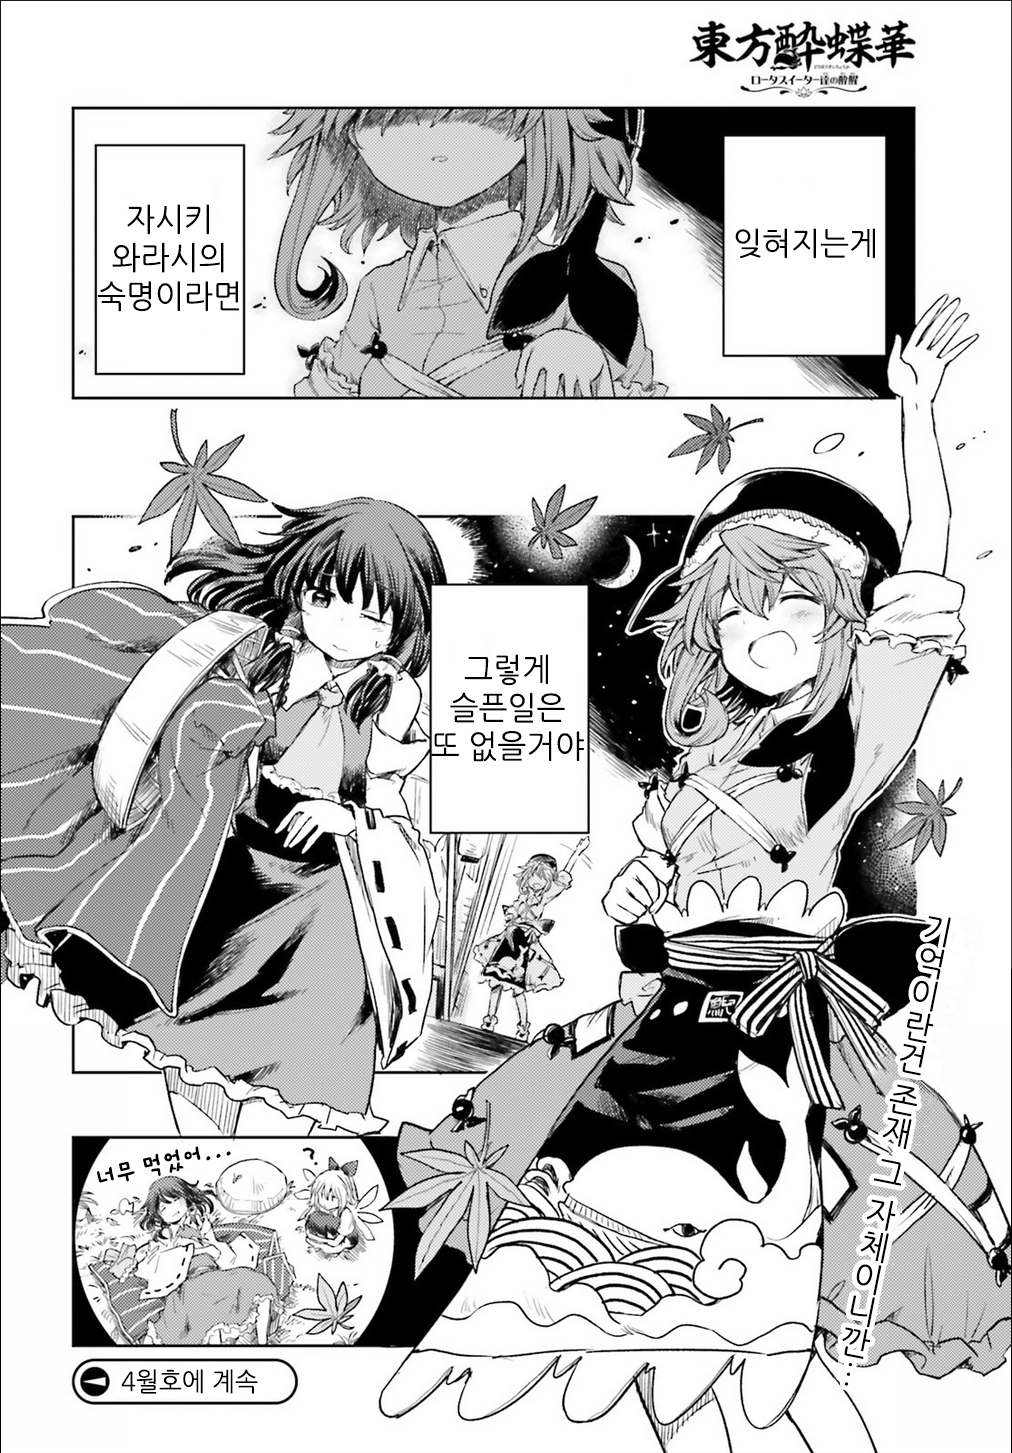 東方酔蝶華
ロータスイーター達の酔醒
잊혀지는게
자시키
와라시의
숙명이라면
그렇게
슬픈일은
또 없을거야
기억이란건 존재 그 자체이니깐...
너무 먹었어...
?
4월호에 계속